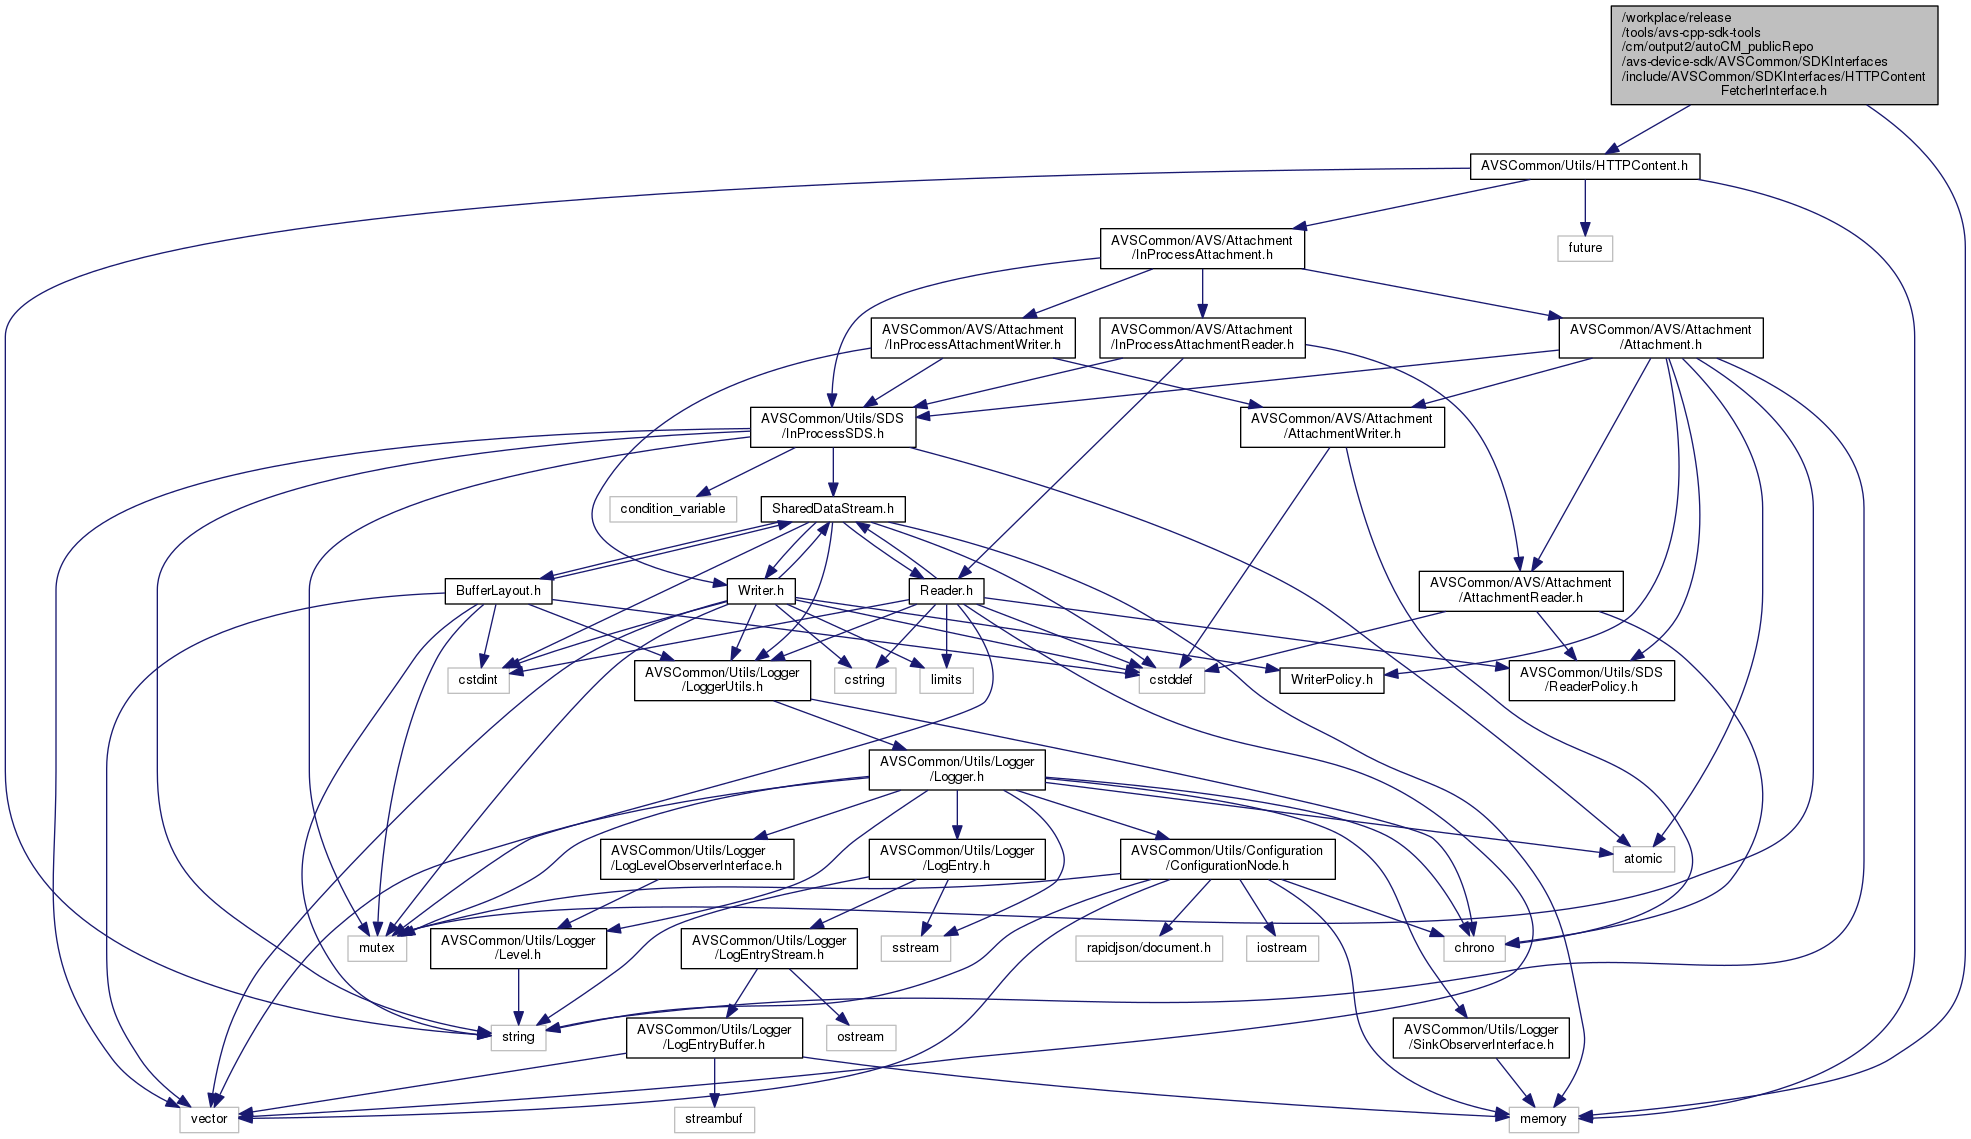 /workplace/release
/tools/avs-cpp-sdk-tools
/cm/output2/autoCM_publicRepo
/avs-device-sdk/AVSCommon/SDKInterfaces
/include/AVSCommon/SDKInterfaces/HTTPContent
FetcherInterface.h
AVSCommon/Utils/HTTPContent.h
AVSCommon/AVS/Attachment
/InProcessAttachment.h
future
AVSCommon/AVS/Attachment
/InProcessAttachmentWriter.h
AVSCommon/AVS/Attachment
/InProcessAttachmentReader.h
AVSCommon/AVS/Attachment
/Attachment.h
AVSCommon/Utils/SDS
/InProcessSDS.h
AVSCommon/AVS/Attachment
/AttachmentWriter.h
condition_variable
SharedDataStream.h
BufferLayout.h
Writer.h
Reader.h
AVSCommon/AVS/Attachment
/AttachmentReader.h
cstdint
AVSCommon/Utils/Logger
/LoggerUtils.h
cstring
limits
cstddef
WriterPolicy.h
AVSCommon/Utils/SDS
/ReaderPolicy.h
AVSCommon/Utils/Logger
/Logger.h
AVSCommon/Utils/Logger
/LogLevelObserverInterface.h
AVSCommon/Utils/Logger
/LogEntry.h
AVSCommon/Utils/Configuration
/ConfigurationNode.h
atomic
mutex
AVSCommon/Utils/Logger
/Level.h
AVSCommon/Utils/Logger
/LogEntryStream.h
sstream
rapidjson/document.h
iostream
chrono
string
AVSCommon/Utils/Logger
/LogEntryBuffer.h
ostream
AVSCommon/Utils/Logger
/SinkObserverInterface.h
vector
streambuf
memory